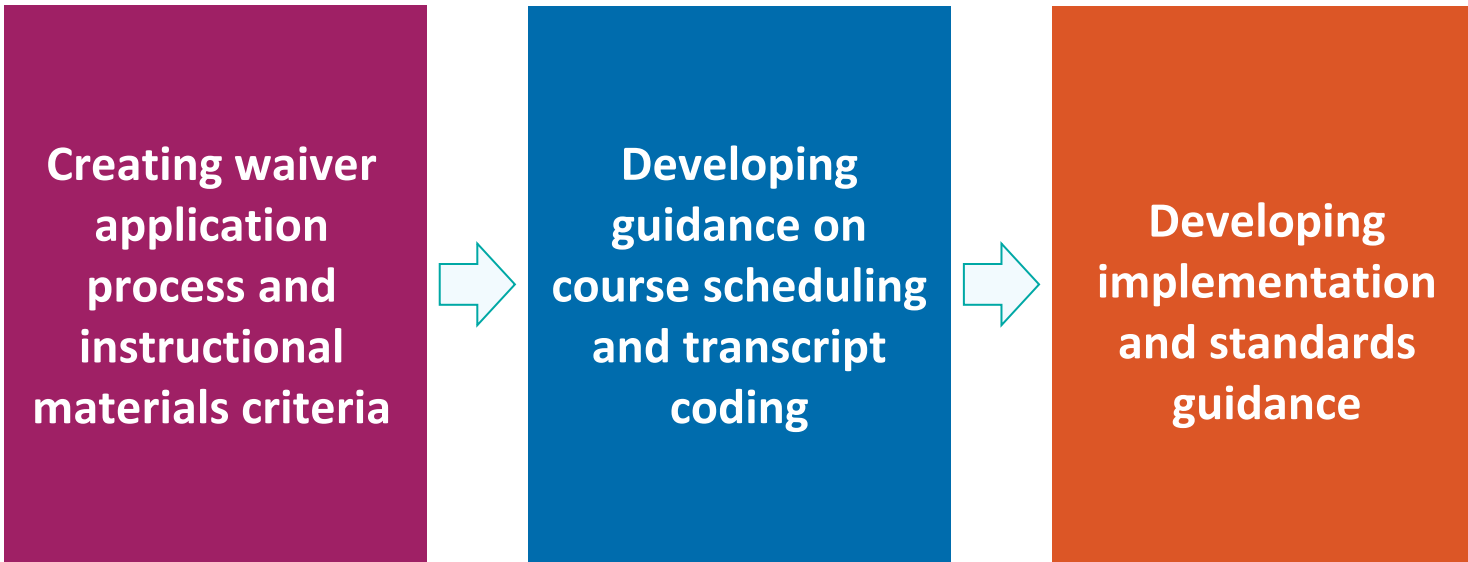 Creating waiver
application
process and
instructional
materials criteria
Developing
guidance on
course scheduling
and transcript
coding
Developing
implementation
and standards
guidance